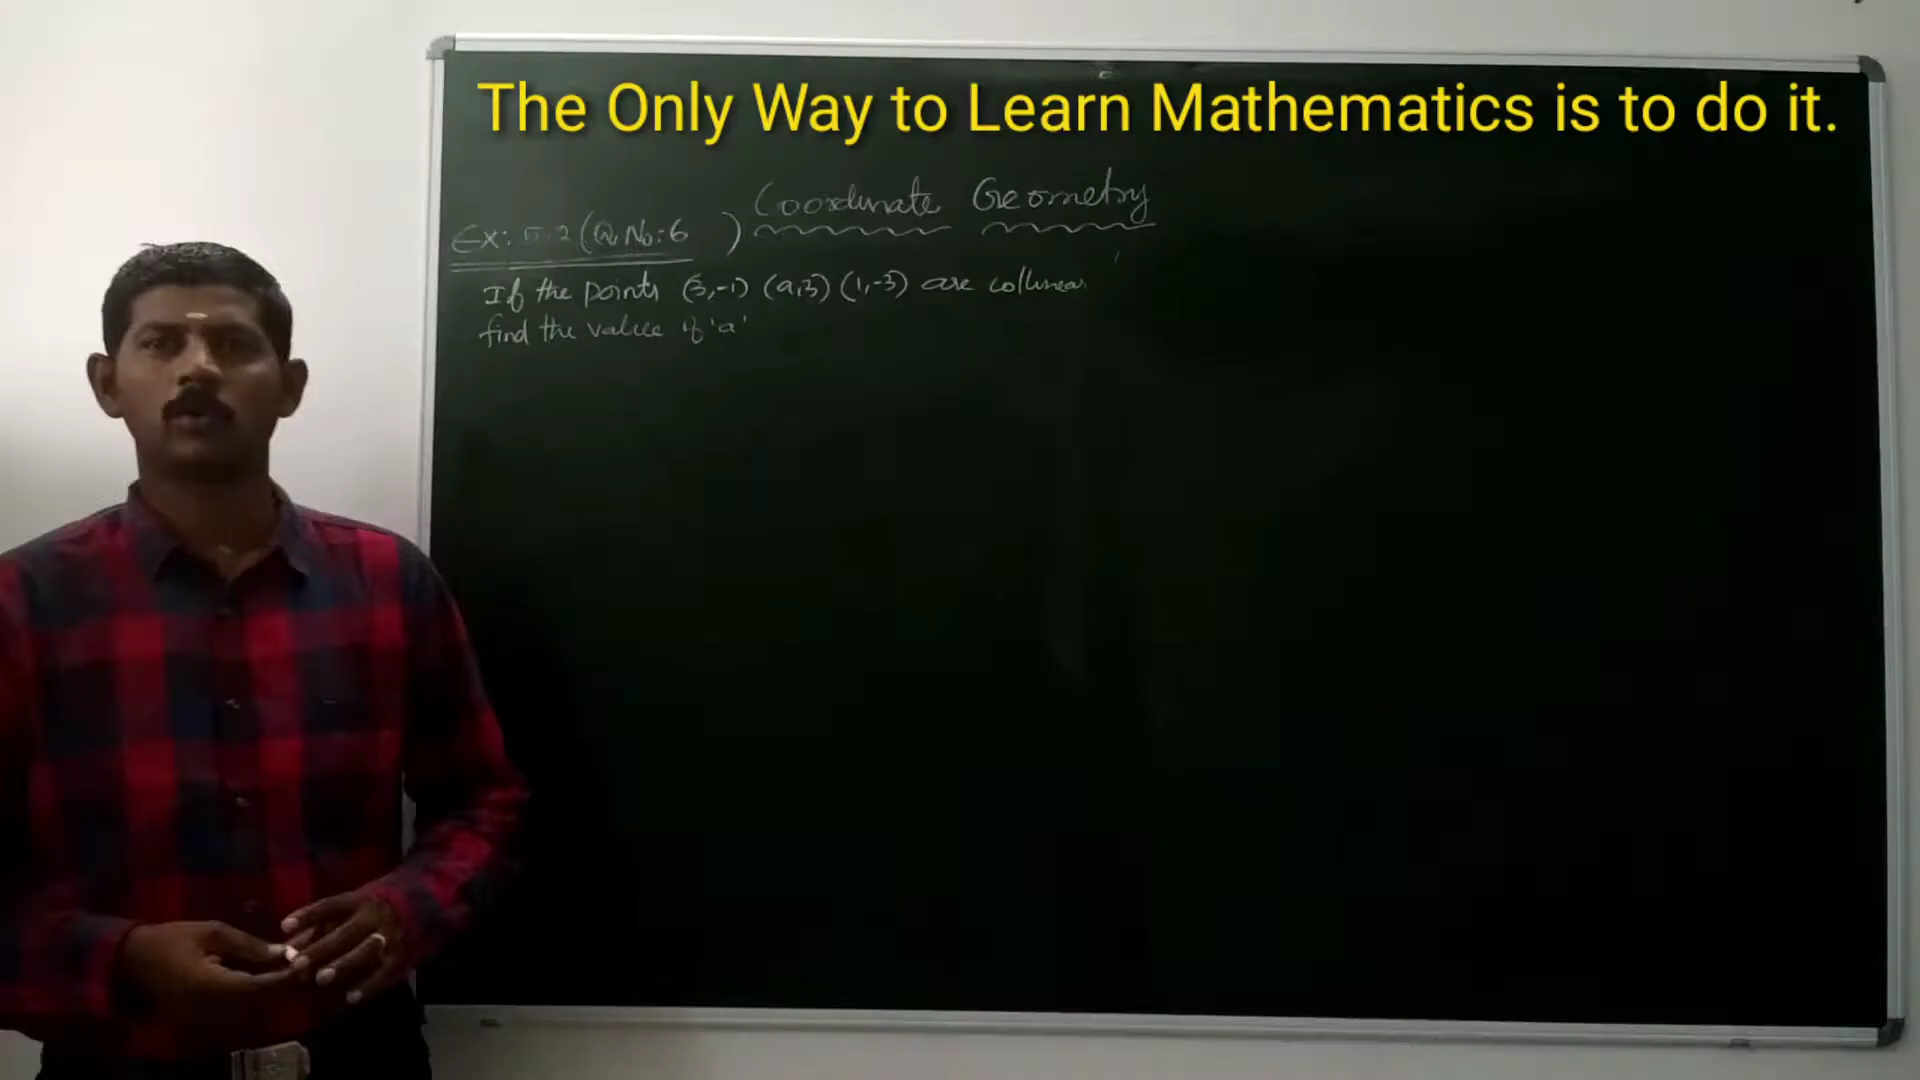 The Only Way to Learn Mathematics is to do it.
Coordinate Geometry
Ex: 5.2 (Q No: 6 )
If the points (3,-1) (a,3) (1,-3) are collinear
find the value of 'a'